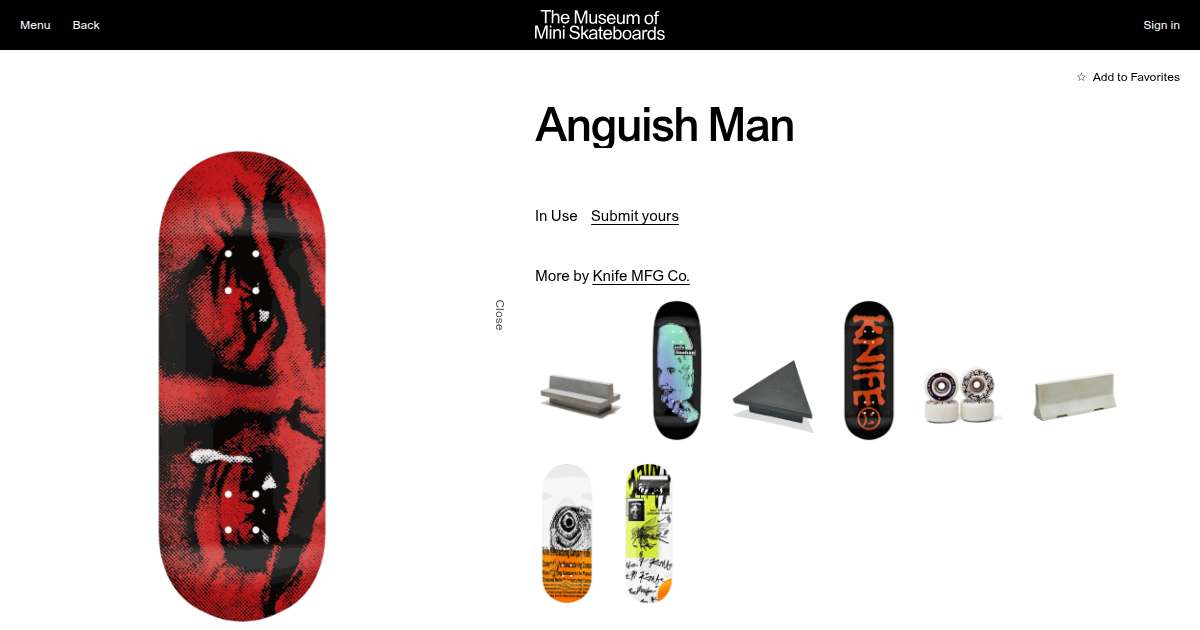 Menu
Back
The Museum of
Mini Skateboards
Sign in
☆ Add to Favorites
Anguish Man
In Use Submit yours
More by Knife MFG Co.
Close
KNIFE